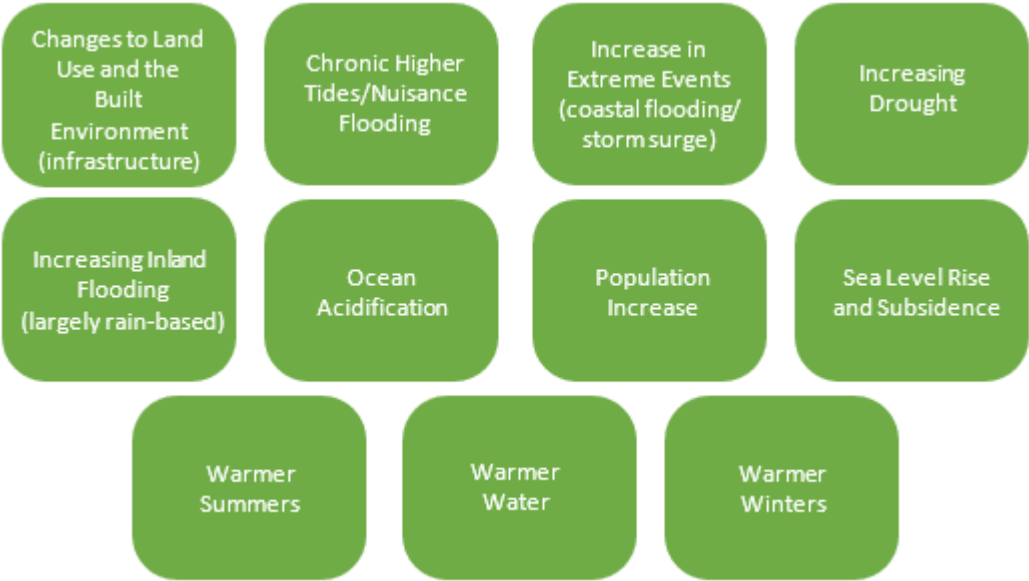 Changes to Land
Use and the
Built
Environment
(infrastructure)
Chronic Higher
Tides/Nuisance
Flooding
Increase in
Extreme Events
(coastal flooding/
storm surge)
Increasing
Drought
Increasing Inland
Flooding
(largely rain-based)
Ocean
Acidification
Population
Increase
Sea Level Rise
and Subsidence
Warmer
Summers
Warmer
Water
Warmer
Winters